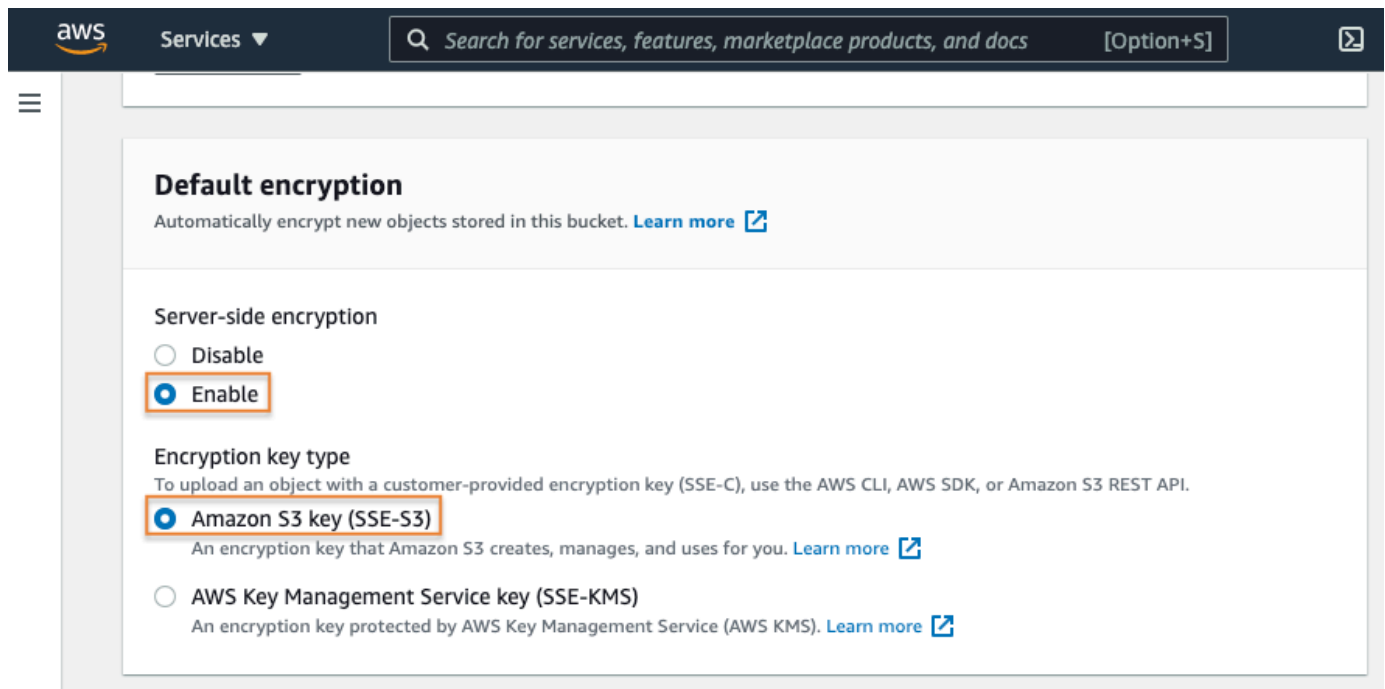 aws Services ▼ Search for services, features, marketplace products, and docs [Option+S]
Default encryption
Automatically encrypt new objects stored in this bucket. Learn more
Server-side encryption
Disable
Enable
Encryption key type
To upload an object with a customer-provided encryption key (SSE-C), use the AWS CLI, AWS SDK, or Amazon S3 REST API.
Amazon S3 key (SSE-S3)
An encryption key that Amazon S3 creates, manages, and uses for you. Learn more
AWS Key Management Service key (SSE-KMS)
An encryption key protected by AWS Key Management Service (AWS KMS). Learn more